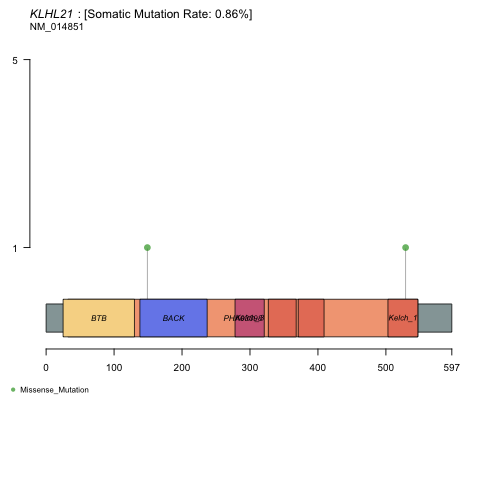 KLHL21 : [Somatic Mutation Rate: 0.86%]
NM_014851
5
1
BTB BACK Kelch_1
0 100 200 300 400 500 597
Missense_Mutation